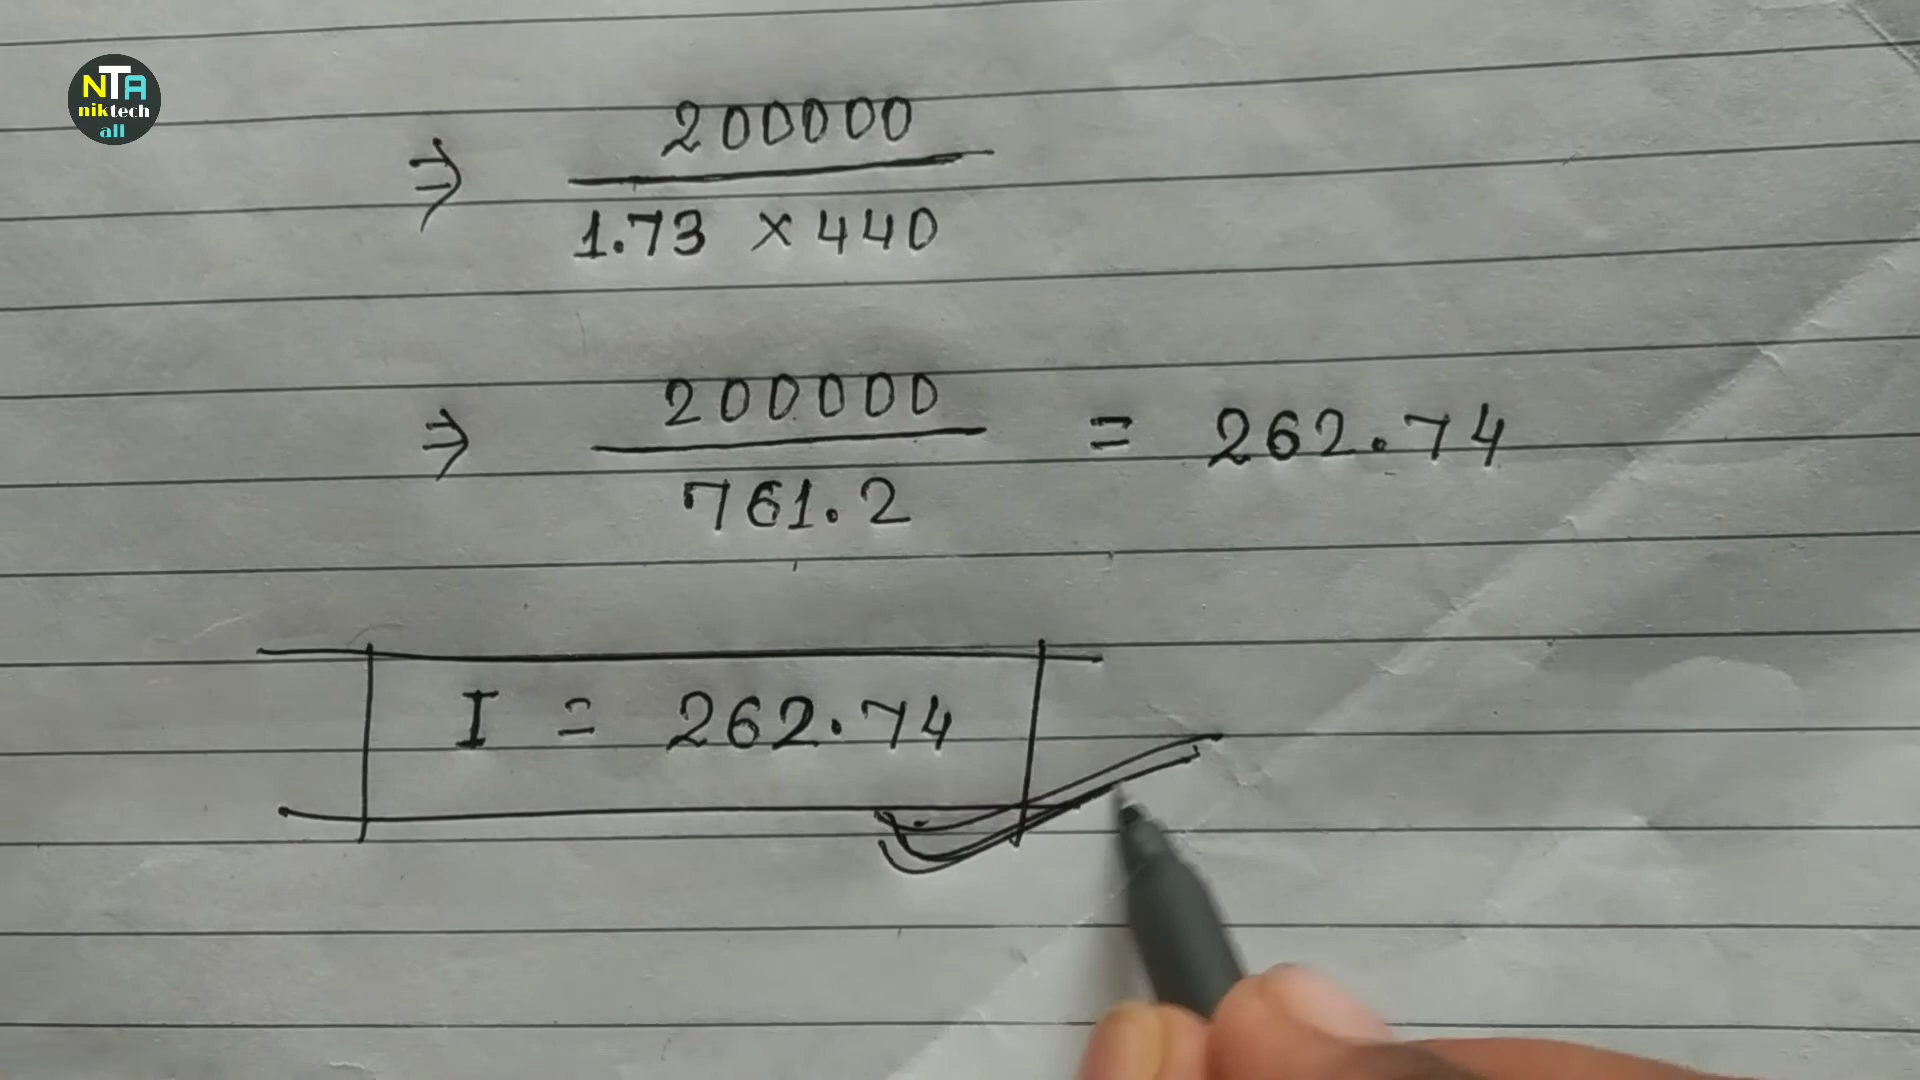 NTA
niktech
all
⇒ 200000
1.73 × 440
⇒ 200000
761.2
= 262.74
I = 262.74